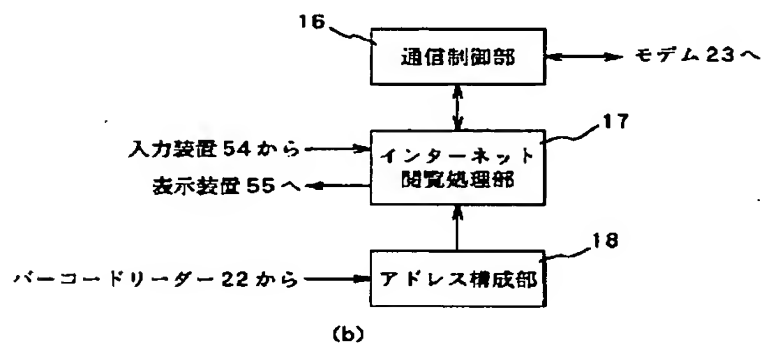 16
通信制御部
モデム23へ
17
入力装置54から
インターネット
閲覧処理部
表示装置55へ
18
バーコードリーダー22から
アドレス構成部
(b)